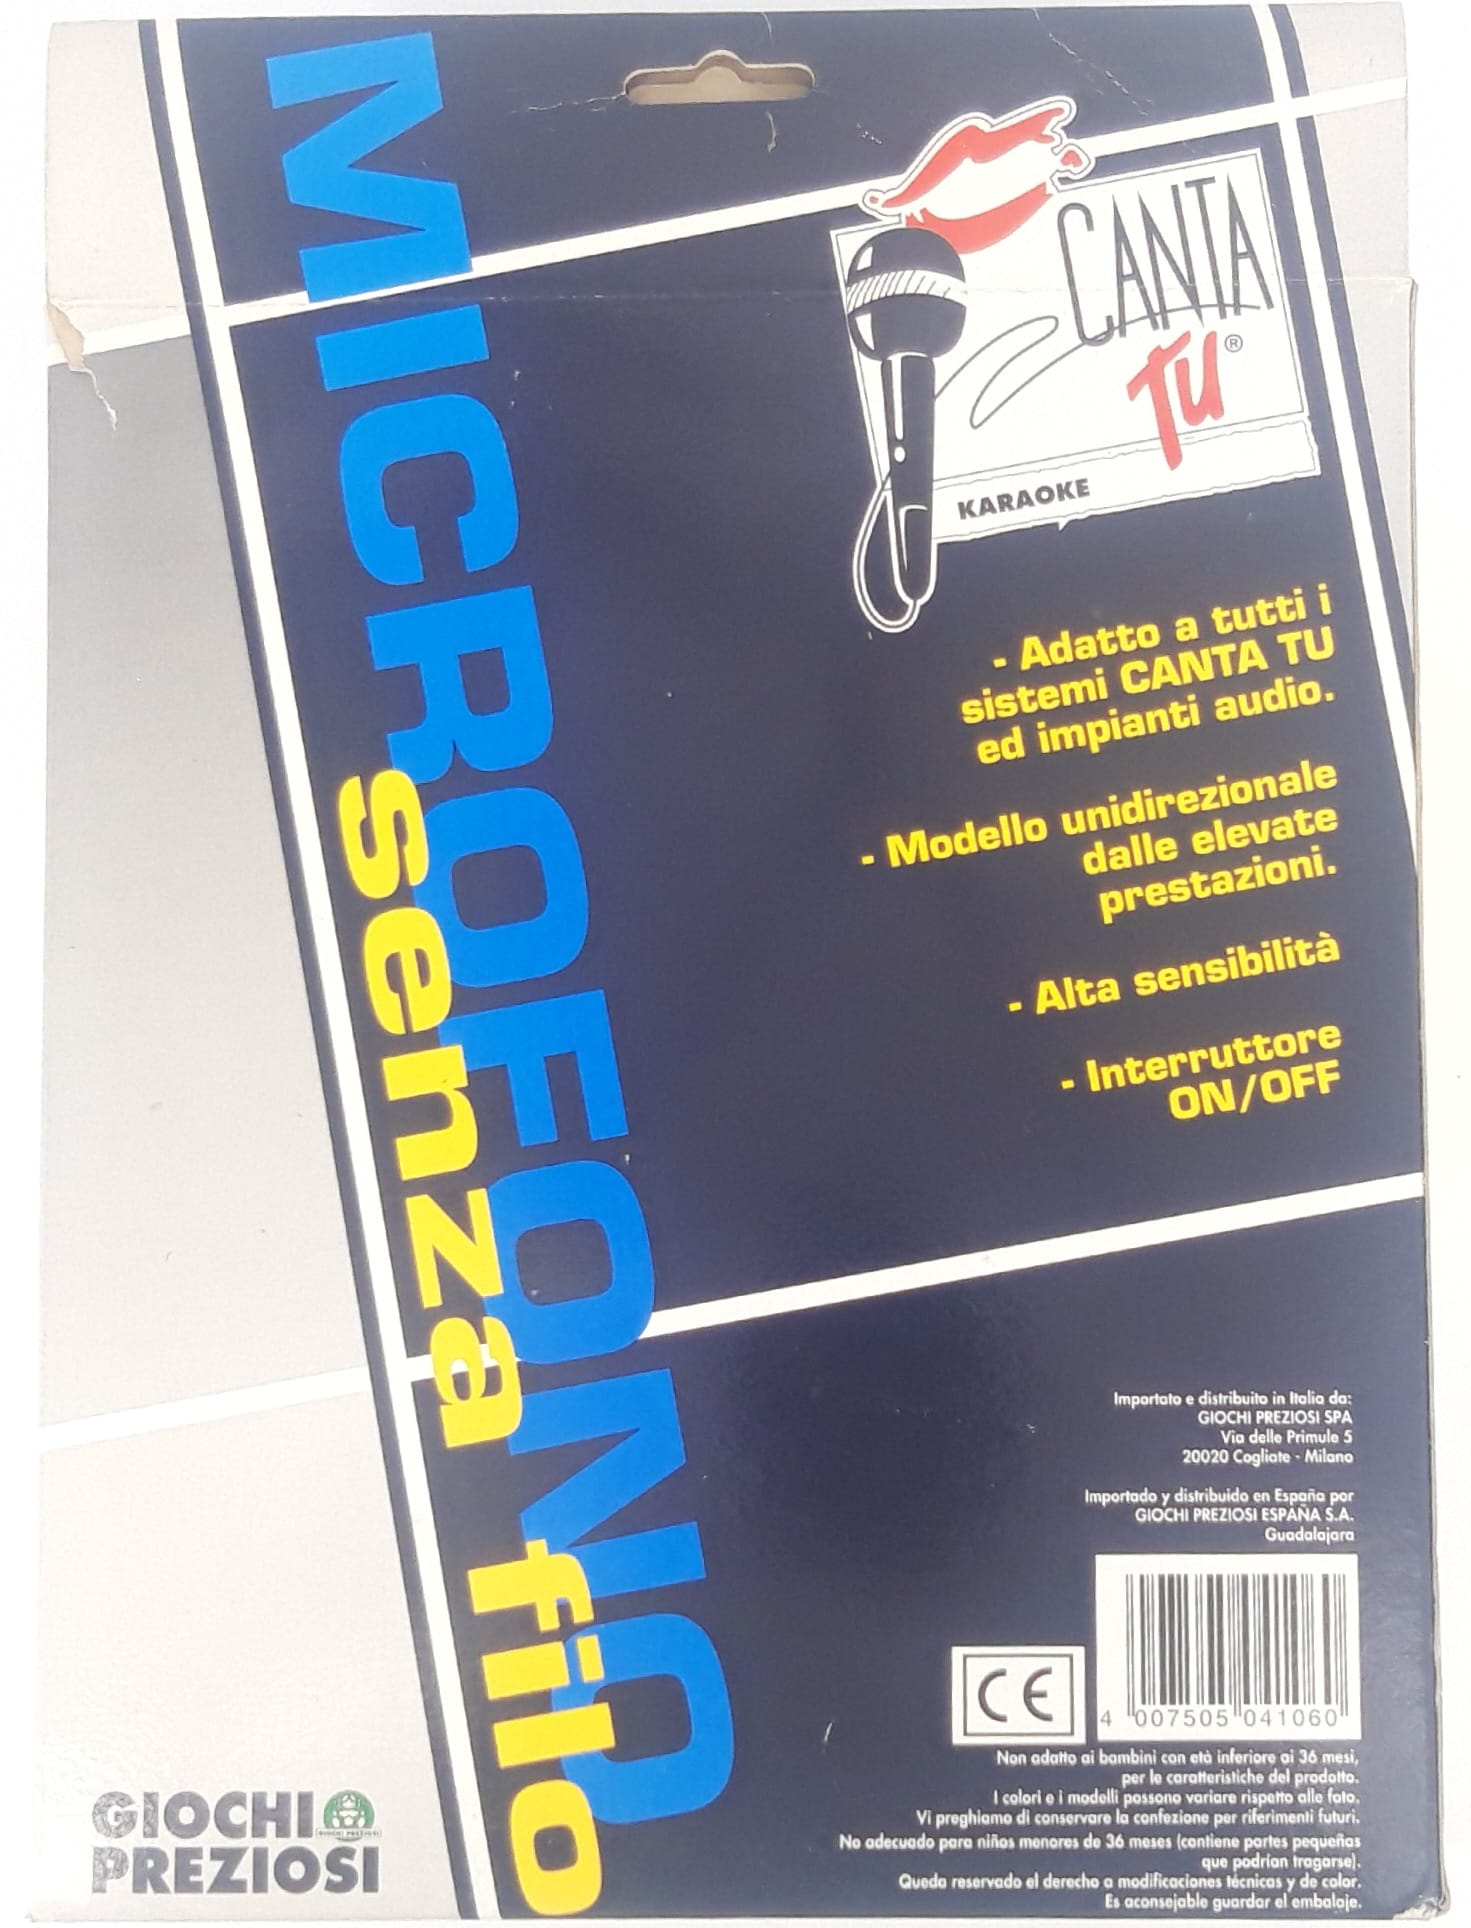 MICROFONO
senza filo
CANTA
TU®
KARAOKE
- Adatto a tutti i
sistemi CANTA TU
ed impianti audio.
- Modello unidirezionale
dalle elevate
prestazioni.
- Alta sensibilità
- Interruttore
ON/OFF
Importato e distribuito in Italia da:
GIOCHI PREZIOSI SPA
Via delle Primule 5
20020 Cogliate - Milano
Importado y distribuido en España por
GIOCHI PREZIOSI ESPAÑA S.A.
Guadalajara
CE
4 007505 041060
Non adatto ai bambini con età inferiore ai 36 mesi,
per le caratteristiche del prodotto.
I colori e i modelli possono variare rispetto alle foto.
Vi preghiamo di conservare la confezione per riferimenti futuri.
No adecuado para niños menores de 36 meses (contiene partes pequeñas
que podrían tragarse).
Queda reservado el derecho a modificaciones técnicas y de color.
Es aconsejable guardar el embalaje.
GIOCHI
PREZIOSI
GIOCHI PREZIOSI